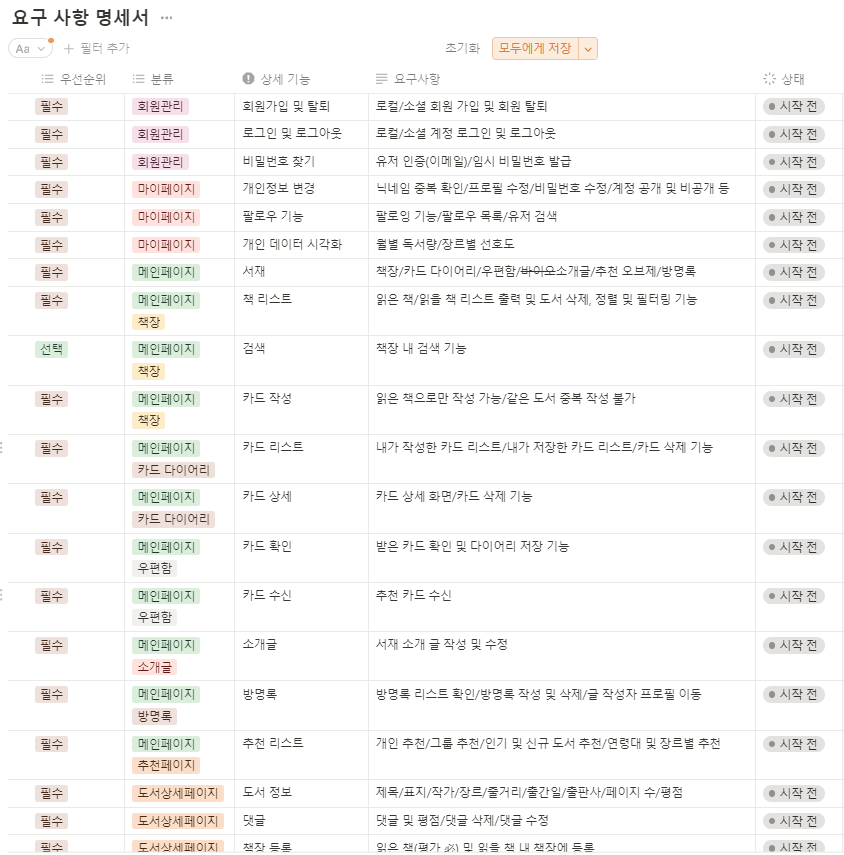 요구 사항 명세서 ···
Aa 필터 추가 초기화 모두에게 저장
우선순위 분류 상세 기능 요구사항 상태
필수 회원관리 회원가입 및 탈퇴 로컬/소셜 회원 가입 및 회원 탈퇴 시작 전
필수 회원관리 로그인 및 로그아웃 로컬/소셜 계정 로그인 및 로그아웃 시작 전
필수 회원관리 비밀번호 찾기 유저 인증(이메일)/임시 비밀번호 발급 시작 전
필수 마이페이지 개인정보 변경 닉네임 중복 확인/프로필 수정/비밀번호 수정/계정 공개 및 비공개 등 시작 전
필수 마이페이지 팔로우 기능 팔로잉 기능/팔로우 목록/유저 검색 시작 전
필수 마이페이지 개인 데이터 시각화 월별 독서량/장르별 선호도 시작 전
필수 메인페이지 서재 책장/카드 다이어리/우편함/바이오소개글/추천 오브제/방명록 시작 전
필수 메인페이지 책 리스트 읽은 책/읽을 책 리스트 출력 및 도서 삭제, 정렬 및 필터링 기능 시작 전
책장
선택 메인페이지 검색 책장 내 검색 기능 시작 전
책장
필수 메인페이지 카드 작성 읽은 책으로만 작성 가능/같은 도서 중복 작성 불가 시작 전
책장
필수 메인페이지 카드 리스트 내가 작성한 카드 리스트/내가 저장한 카드 리스트/카드 삭제 기능 시작 전
카드 다이어리
필수 메인페이지 카드 상세 카드 상세 화면/카드 삭제 기능 시작 전
카드 다이어리
필수 메인페이지 카드 확인 받은 카드 확인 및 다이어리 저장 기능 시작 전
우편함
필수 메인페이지 카드 수신 추천 카드 수신 시작 전
우편함
필수 메인페이지 소개글 서재 소개 글 작성 및 수정 시작 전
소개글
필수 메인페이지 방명록 방명록 리스트 확인/방명록 작성 및 삭제/글 작성자 프로필 이동 시작 전
방명록
필수 메인페이지 추천 리스트 개인 추천/그룹 추천/인기 및 신규 도서 추천/연령대 및 장르별 추천 시작 전
추천페이지
필수 도서상세페이지 도서 정보 제목/표지/작가/장르/줄거리/출간일/출판사/페이지 수/평점 시작 전
필수 도서상세페이지 댓글 댓글 및 평점/댓글 삭제/댓글 수정 시작 전
필수 도서상세페이지 책장 등록 읽은 책(평가 必) 및 읽을 책 내 책장에 등록 시작 전